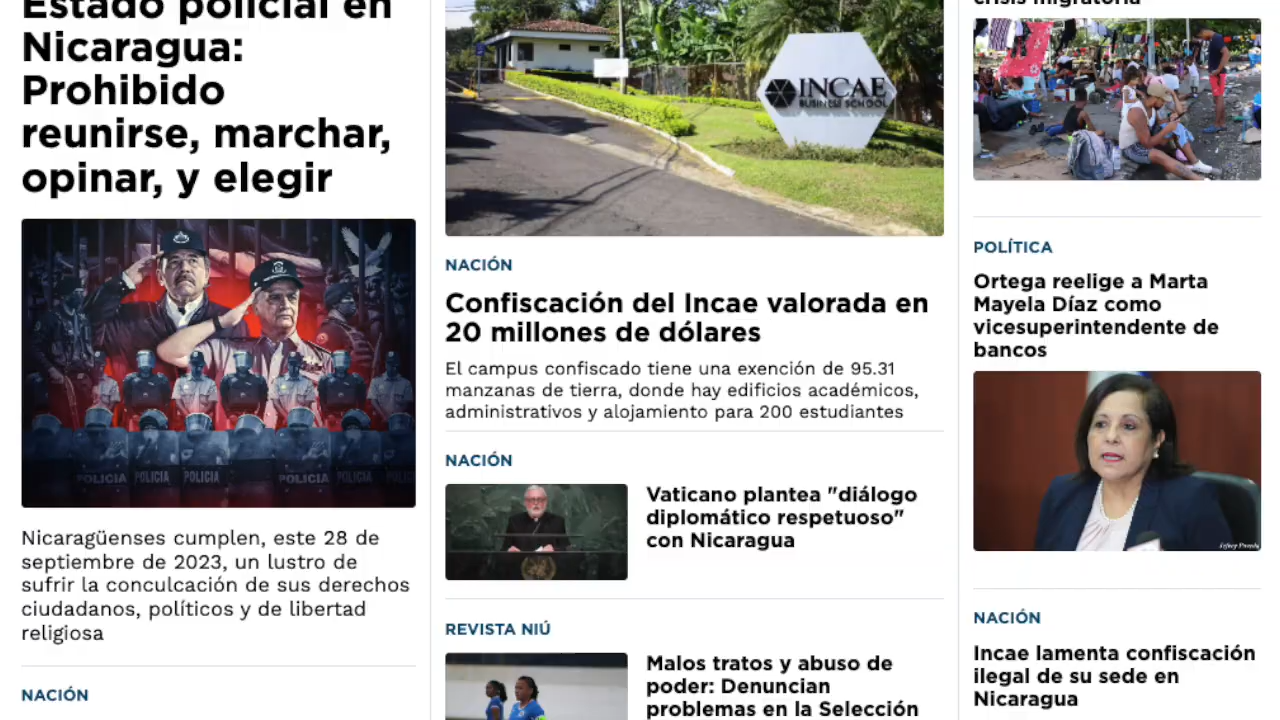 Estado policial en
Nicaragua:
Prohibido
reunirse, marchar,
opinar, y elegir
POLICIA
POLICIA
POLICIA
POLICIA
POLICIA
Nicaragüenses cumplen, este 28 de
septiembre de 2023, un lustro de
sufrir la conculcación de sus derechos
ciudadanos, políticos y de libertad
religiosa
NACIÓN
INCAE
BUSINESS SCHOOL
NACIÓN
Confiscación del Incae valorada en
20 millones de dólares
El campus confiscado tiene una exención de 95.31
manzanas de tierra, donde hay edificios académicos,
administrativos y alojamiento para 200 estudiantes
NACIÓN
Vaticano plantea "diálogo
diplomático respetuoso"
con Nicaragua
REVISTA NIÚ
Malos tratos y abuso de
poder: Denuncian
problemas en la Selección
crisis migratoria
POLÍTICA
Ortega reelige a Marta
Mayela Díaz como
vicesuperintendente de
bancos
NACIÓN
Incae lamenta confiscación
ilegal de su sede en
Nicaragua